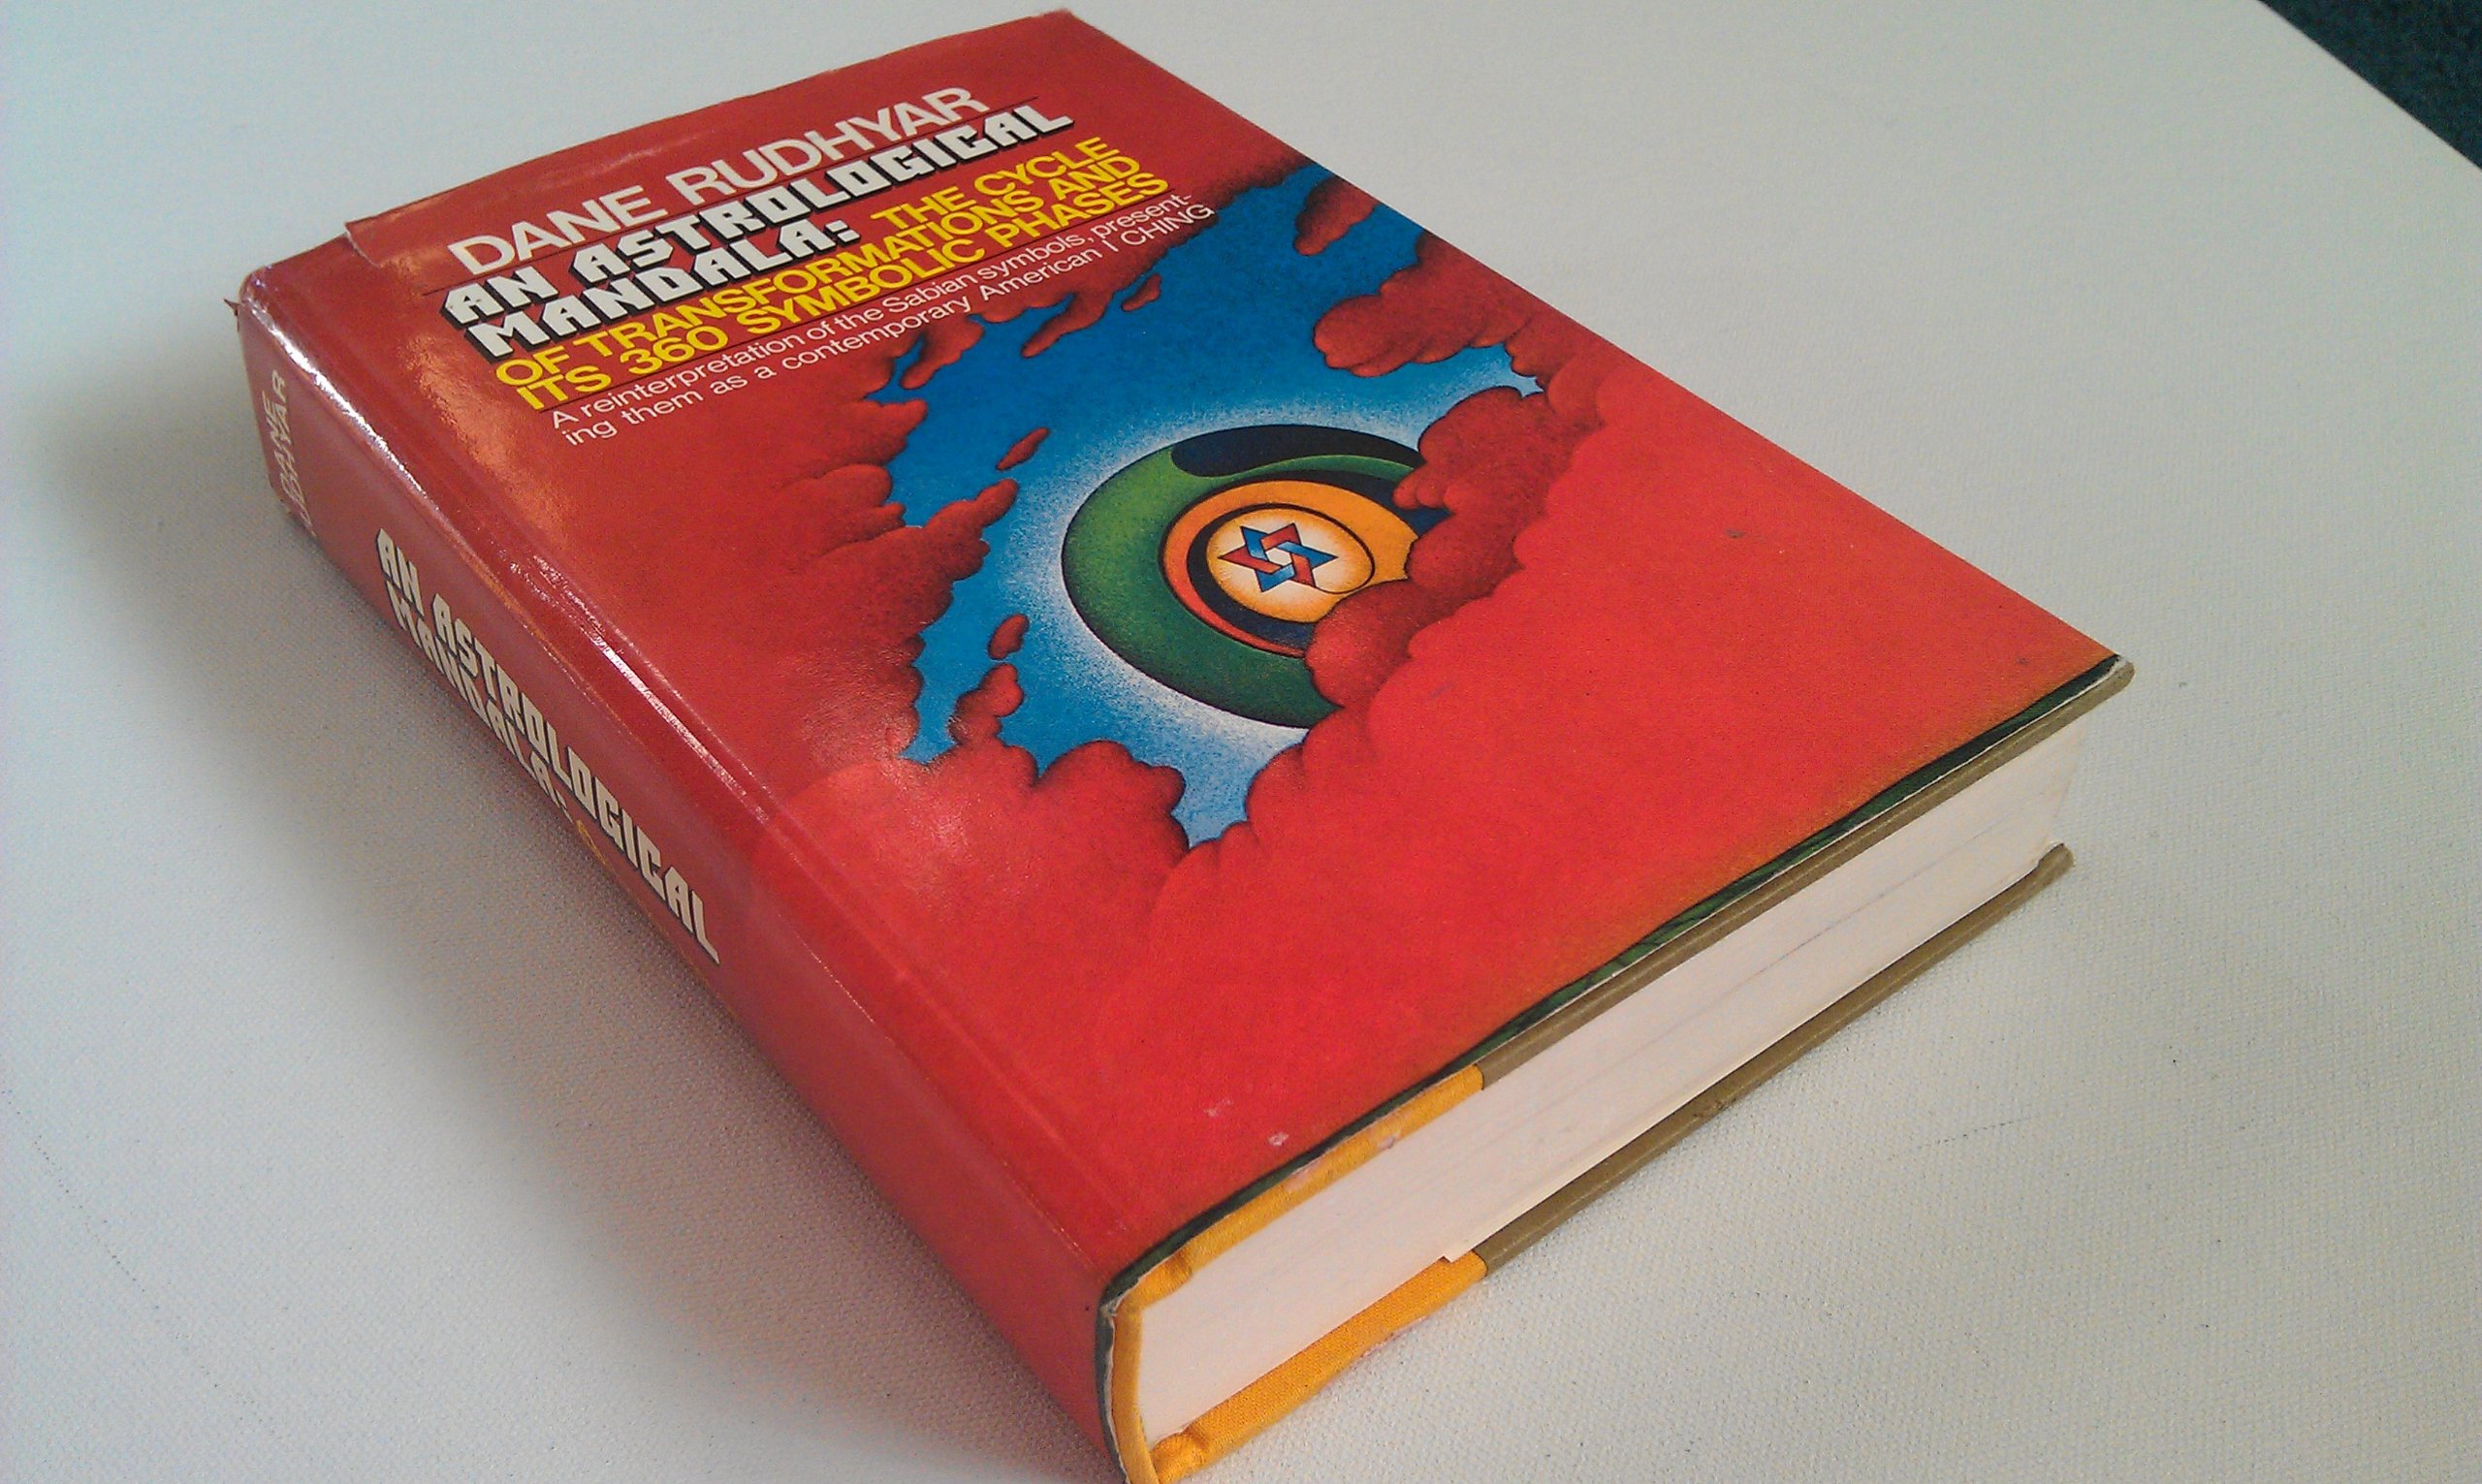 DANE RUDHYAR
AN ASTROLOGICAL
MANDALA: THE CYCLE
OF TRANSFORMATIONS AND
ITS 360 SYMBOLIC PHASES
A reinterpretation of the Sabian symbols, present-
ing them as a contemporary American I CHING
DANE
RUDHYAR
AN ASTROLOGICAL
MANDALA: